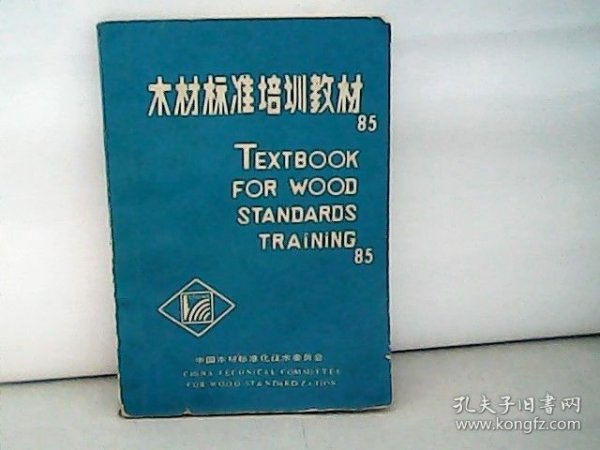 木材标准培训教材
85
TEXTBOOK
FOR WOOD
STANDARDS
TRAINING
85
中国木材标准化技术委员会
CHINA TECHNICAL COMMITTEE
FOR WOOD STANDARDIZATION
孔夫子旧书网
www.kongfz.com